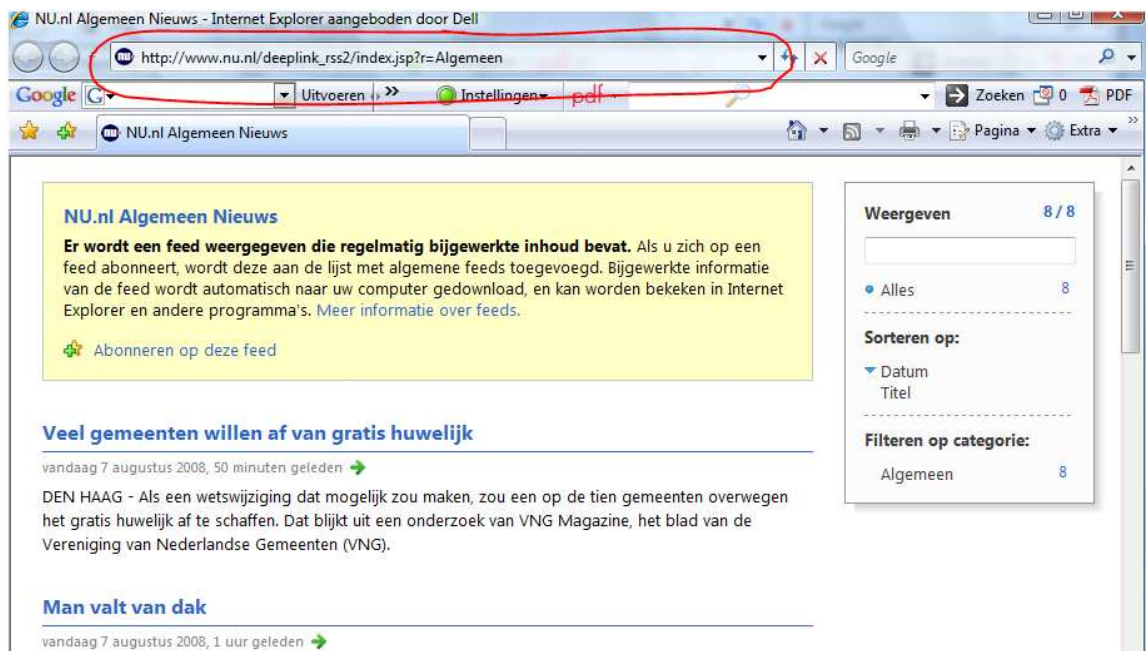 NU.nl Algemeen Nieuws - Internet Explorer aangeboden door Dell
http://www.nu.nl/deeplink_rss2/index.jsp?r=Algemeen
Google
Google G
Uitvoeren »
Instellingen
pdf
Zoeken
0
PDF
NU.nl Algemeen Nieuws
Pagina
Extra »
NU.nl Algemeen Nieuws
Er wordt een feed weergegeven die regelmatig bijgewerkte inhoud bevat. Als u zich op een
feed abonneert, wordt deze aan de lijst met algemene feeds toegevoegd. Bijgewerkte informatie
van de feed wordt automatisch naar uw computer gedownload, en kan worden bekeken in Internet
Explorer en andere programma's. Meer informatie over feeds.
Abonneren op deze feed
Weergeven 8 / 8
Alles 8
Sorteren op:
Datum
Titel
Filteren op categorie:
Algemeen 8
Veel gemeenten willen af van gratis huwelijk
vandaag 7 augustus 2008, 50 minuten geleden
DEN HAAG - Als een wetswijziging dat mogelijk zou maken, zou een op de tien gemeenten overwegen
het gratis huwelijk af te schaffen. Dat blijkt uit een onderzoek van VNG Magazine, het blad van de
Vereniging van Nederlandse Gemeenten (VNG).
Man valt van dak
vandaag 7 augustus 2008, 1 uur geleden